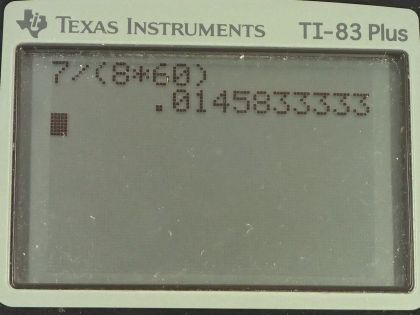 TEXAS INSTRUMENTS TI-83 Plus
7/(8*60)
.0145833333